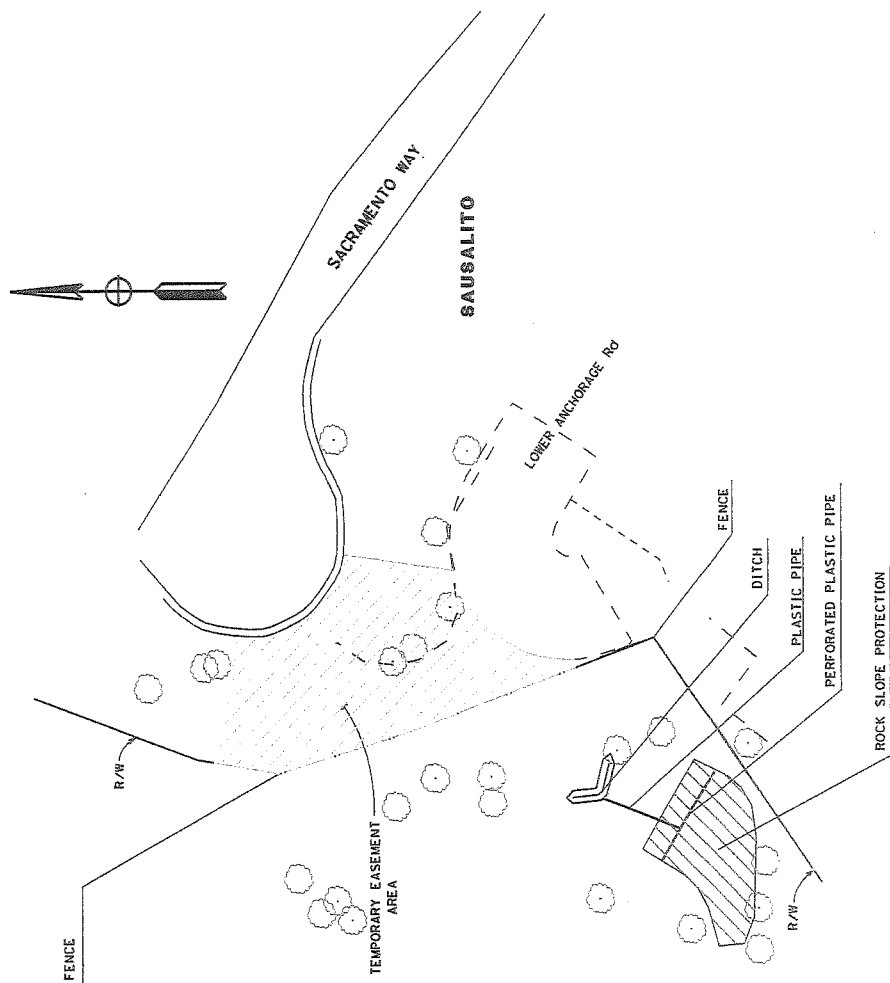 SACRAMENTO WAY
SAUSALITO
LOWER ANCHORAGE Rd
R/W
FENCE
TEMPORARY EASEMENT
AREA
FENCE
DITCH
PLASTIC PIPE
PERFORATED PLASTIC PIPE
ROCK SLOPE PROTECTION
R/W